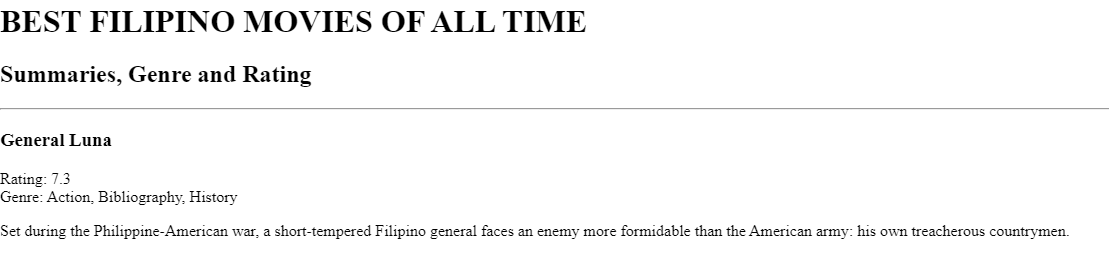 BEST FILIPINO MOVIES OF ALL TIME
Summaries, Genre and Rating
General Luna
Rating: 7.3
Genre: Action, Bibliography, History
Set during the Philippine-American war, a short-tempered Filipino general faces an enemy more formidable than the American army: his own treacherous countrymen.